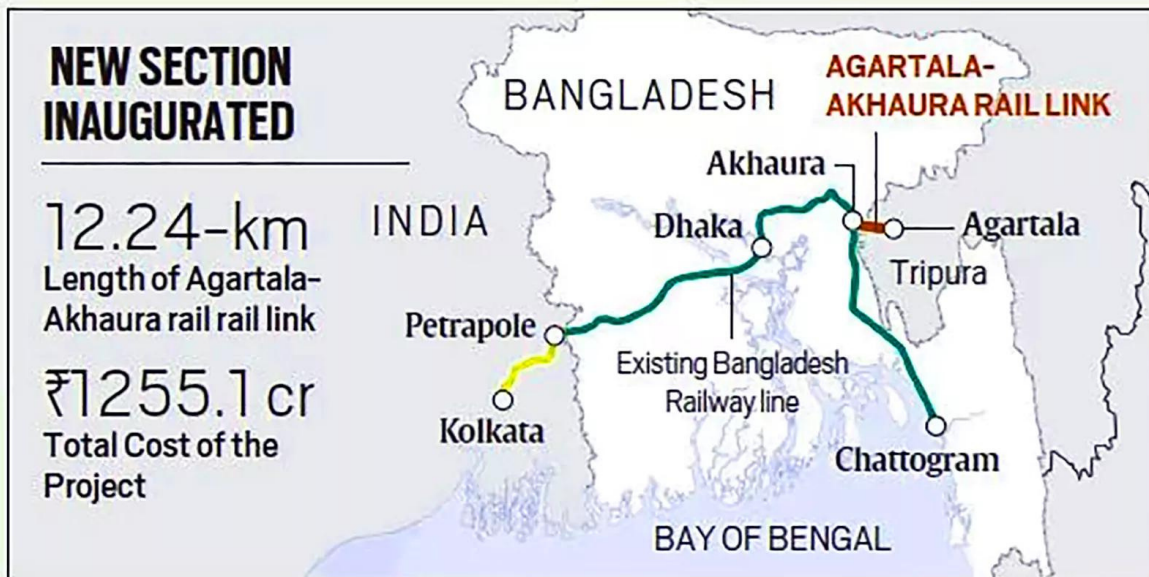 NEW SECTION
INAUGURATED
12.24-km
Length of Agartala-
Akhaura rail rail link
₹1255.1 cr
Total Cost of the
Project
INDIA
BANGLADESH
AGARTALA-
AKHAURA RAIL LINK
Akhaura
Dhaka
Agartala
Tripura
Petrapole
Existing Bangladesh
Railway line
Kolkata
Chattogram
BAY OF BENGAL